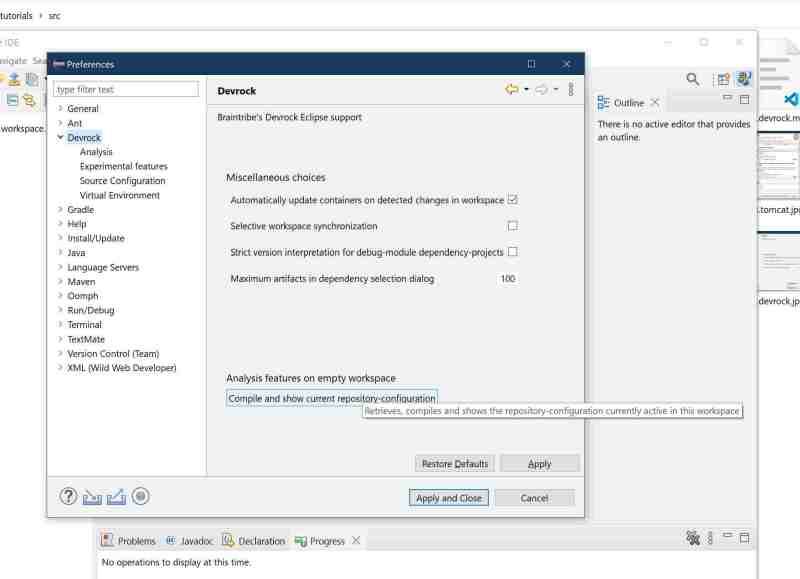 tutorials > src
IDE
avigate Sea
Preferences
type filter text
General
Ant
Devrock
Analysis
Experimental features
Source Configuration
Virtual Environment
Gradle
Help
Install/Update
Java
Language Servers
Maven
Oomph
Run/Debug
Terminal
TextMate
Version Control (Team)
XML (Wild Web Developer)
Devrock
Braintribe's Devrock Eclipse support
Miscellaneous choices
Automatically update containers on detected changes in workspace
Selective workspace synchronization
Strict version interpretation for debug-module dependency-projects
Maximum artifacts in dependency selection dialog 100
Analysis features on empty workspace
Compile and show current repository-configuration
Retrieves, compiles and shows the repository-configuration currently active in this workspace
Restore Defaults
Apply
Apply and Close
Cancel
workspace.
Outline
There is no active editor that provides
an outline.
.devrock.m
.tomcat.jp
.devrock.jp
Problems
Javadoc
Declaration
Progress
No operations to display at this time.